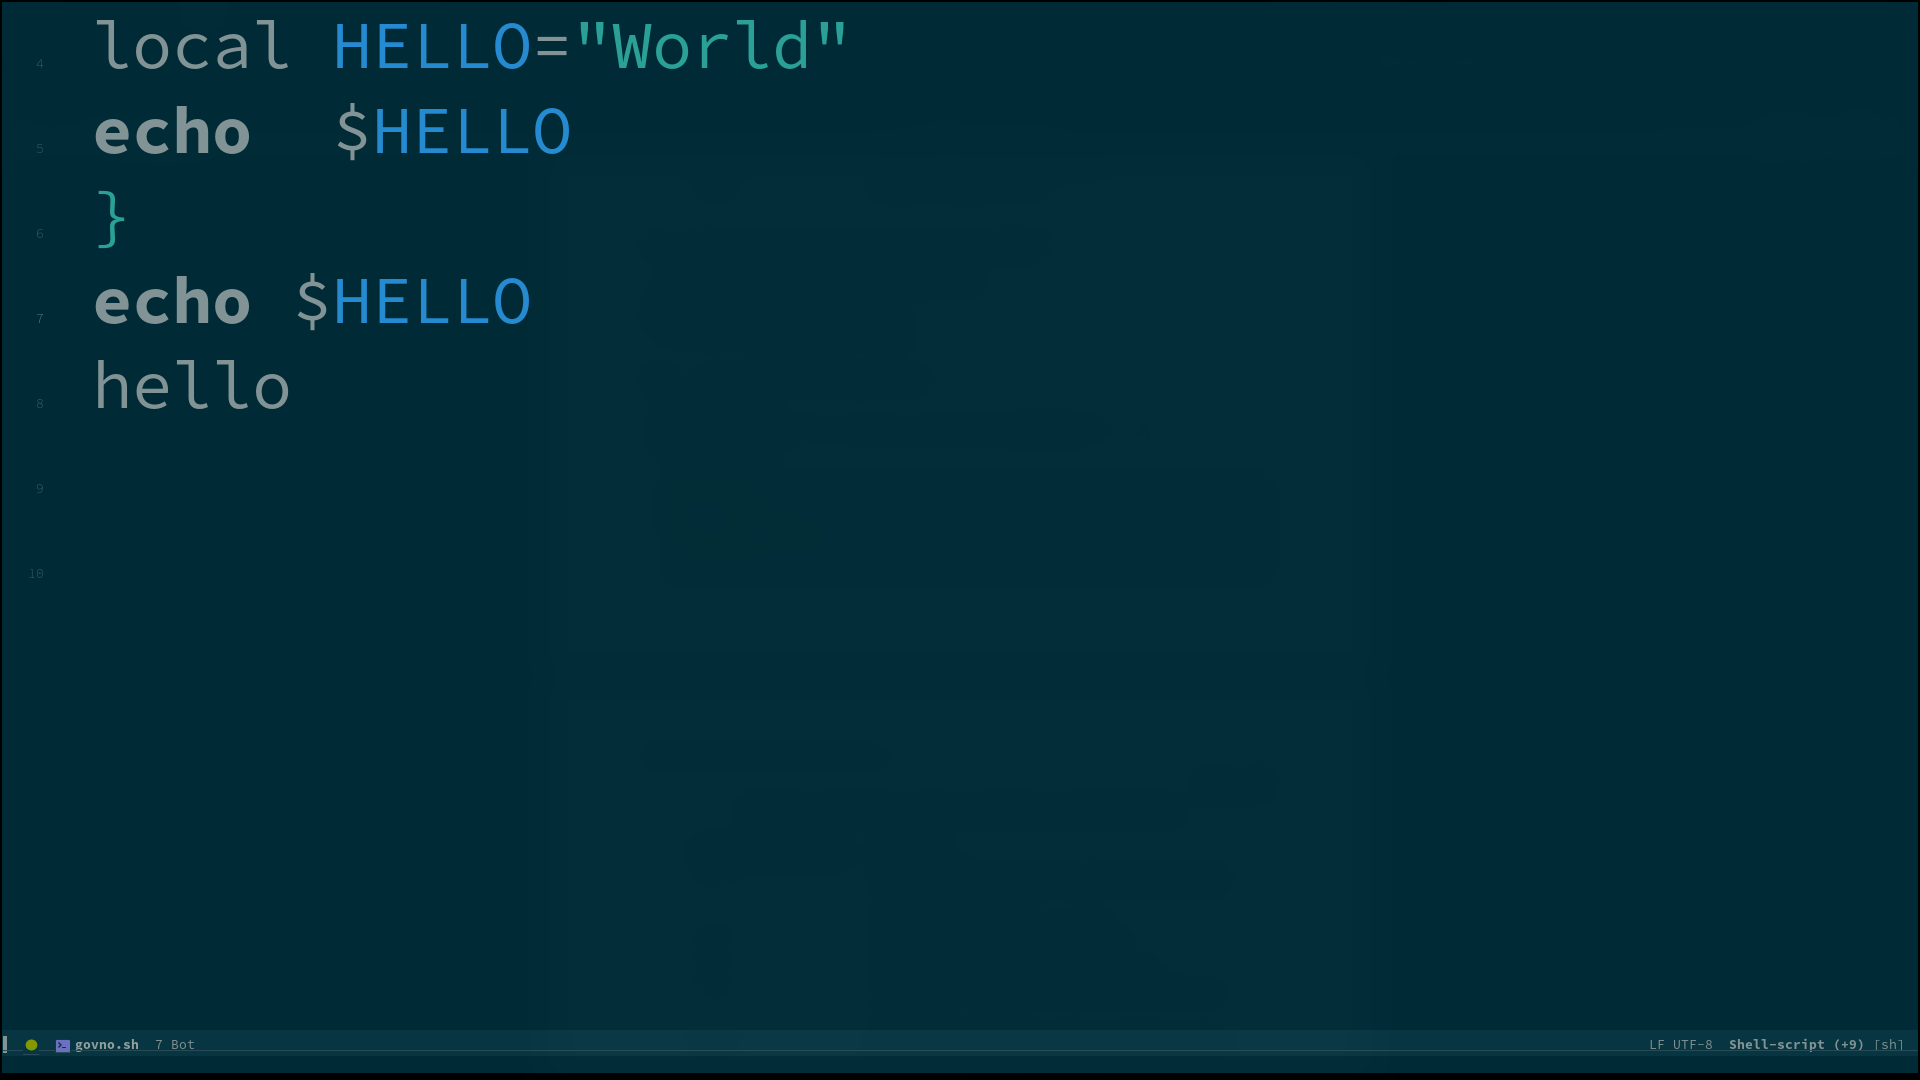 4 local HELLO="World"
5 echo  $HELLO
6 }
7 echo $HELLO
8 hello
9
10
govno.sh 7 Bot LF UTF-8 Shell-script (+9) [sh]